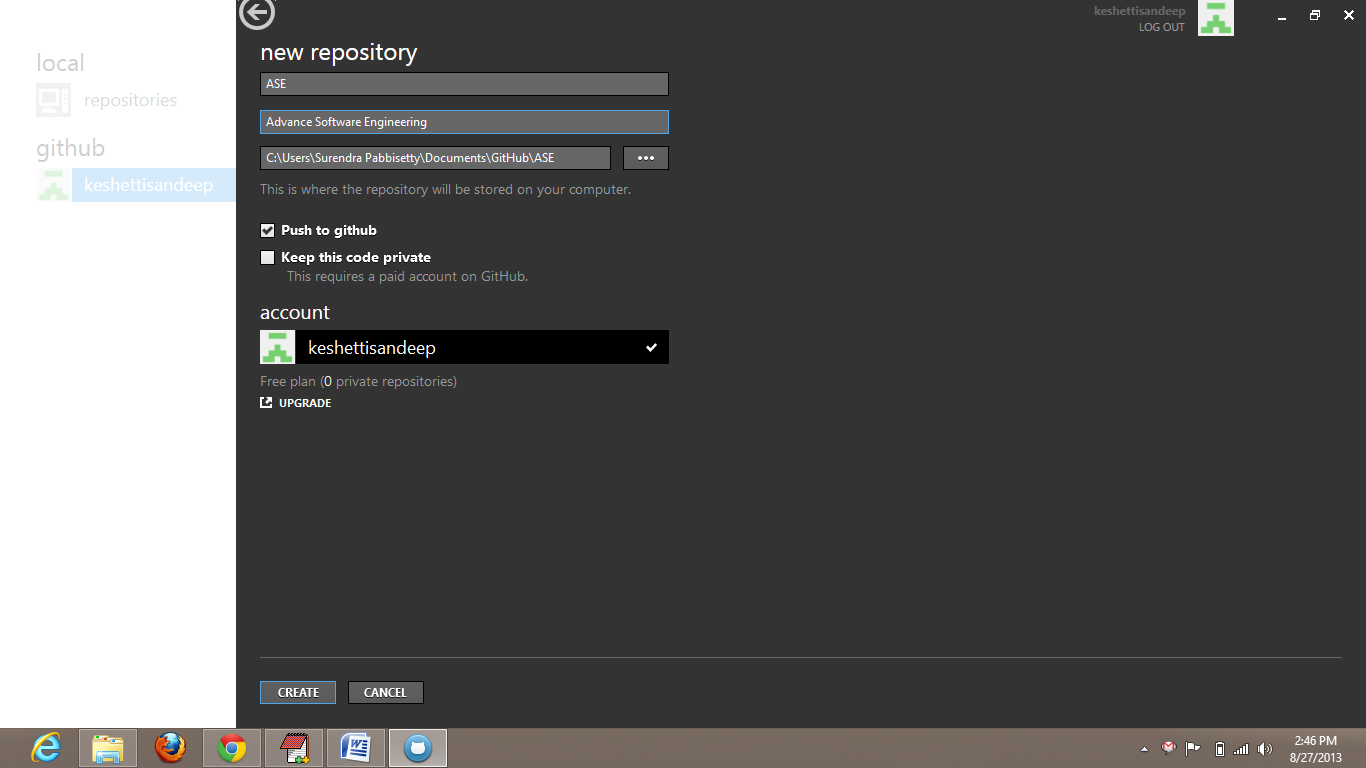 keshettisandeep
LOG OUT
local
repositories
github
keshettisandeep
new repository
ASE
Advance Software Engineering
C:\Users\Surendra Pabbisetty\Documents\GitHub\ASE
This is where the repository will be stored on your computer.
Push to github
Keep this code private
This requires a paid account on GitHub.
account
keshettisandeep
Free plan (0 private repositories)
UPGRADE
CREATE CANCEL
2:46 PM
8/27/2013